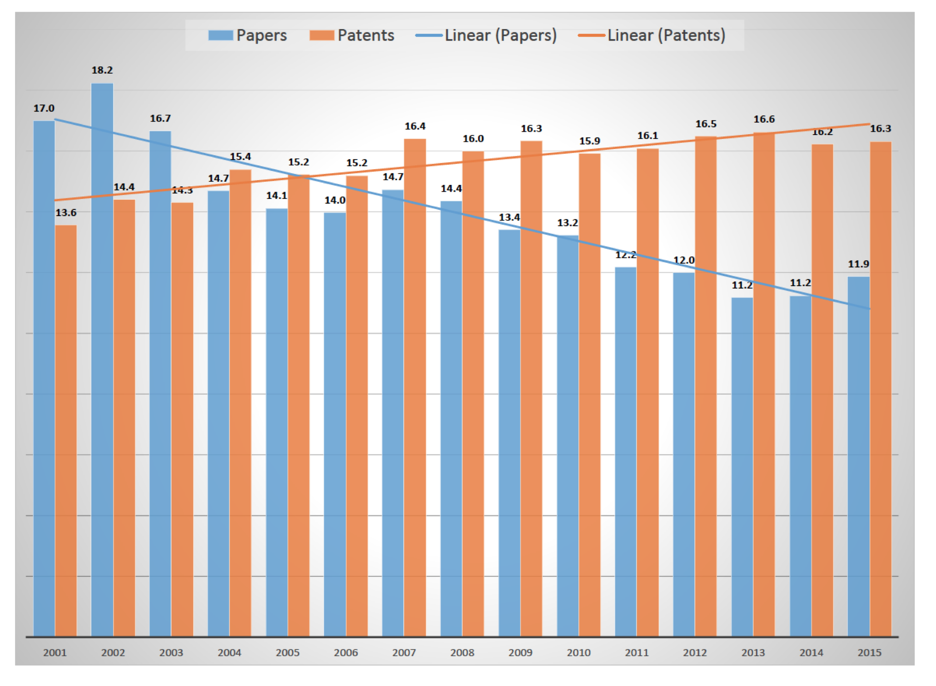 Papers Patents Linear (Papers) Linear (Patents)
17.0 18.2 16.7 14.7 14.1 14.0 14.7 14.4 13.4 13.2 12.2 12.0 11.2 11.2 11.9
13.6 14.4 14.3 15.4 15.2 15.2 16.4 16.0 16.3 15.9 16.1 16.5 16.6 16.2 16.3
2001 2002 2003 2004 2005 2006 2007 2008 2009 2010 2011 2012 2013 2014 2015